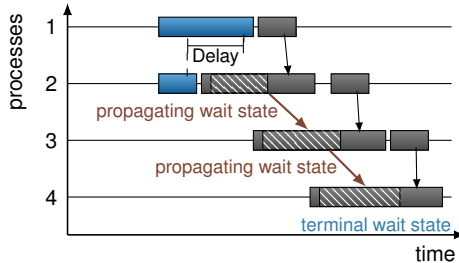 processes
1
Delay
2
propagating wait state
3
propagating wait state
4
terminal wait state
time